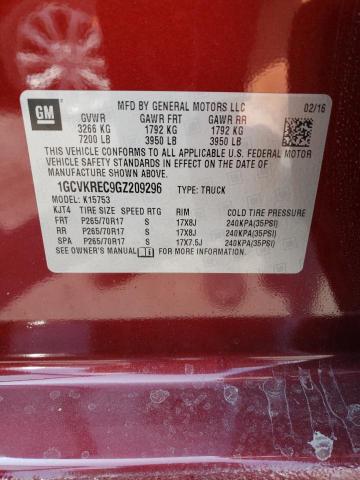 GM
MFD BY GENERAL MOTORS LLC 02/16
GVWR GAWR FRT GAWR RR
3266 KG 1792 KG 1792 KG
7200 LB 3950 LB 3950 LB
THIS VEHICLE CONFORMS TO ALL APPLICABLE U.S. FEDERAL MOTOR
VEHICLE SAFETY STANDARDS IN EFFECT ON THE DATE OF
MANUFACTURE SHOWN ABOVE.
1GCVKREC9GZ209296 TYPE: TRUCK
MODEL: K15753
KJT4 TIRE SIZE SPEED RTG RIM COLD TIRE PRESSURE
FRT P265/70R17 S 17X8J 240KPA(35PSI)
RR P265/70R17 S 17X8J 240KPA(35PSI)
SPA P265/70R17 S 17X7.5J 240KPA(35PSI)
SEE OWNER'S MANUAL FOR MORE INFORMATION.